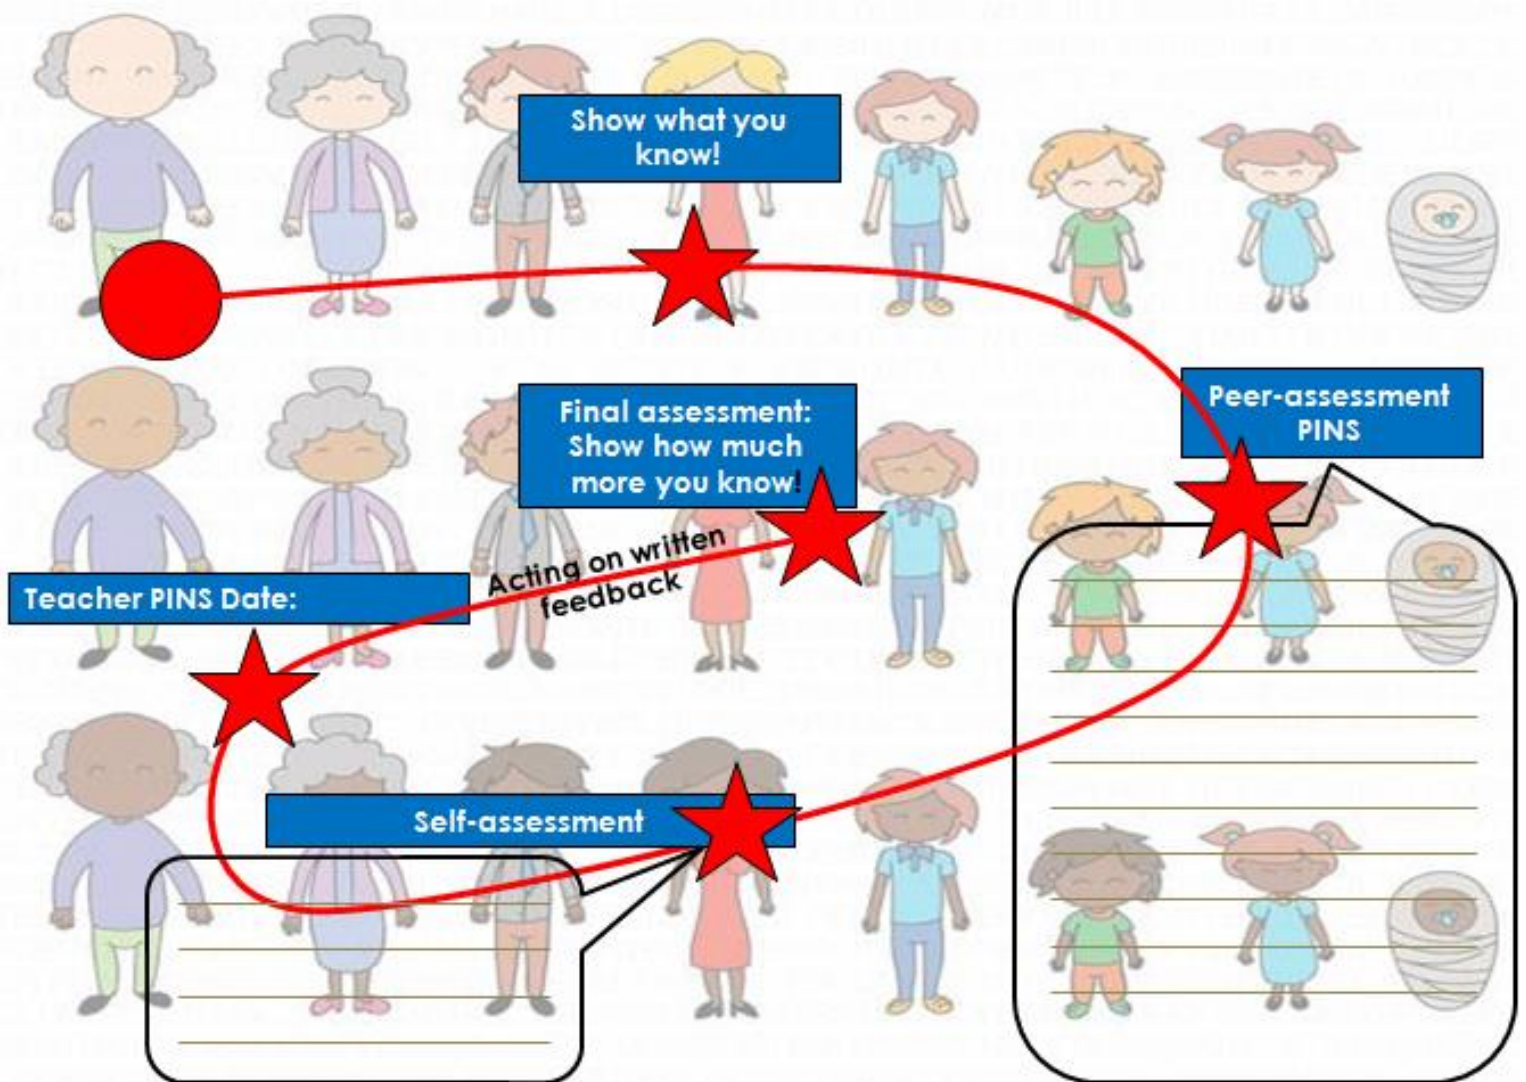 Show what you
know!
Final assessment:
Show how much
more you know!
Peer-assessment
PINS
Acting on written
feedback
Teacher PINS Date:
Self-assessment